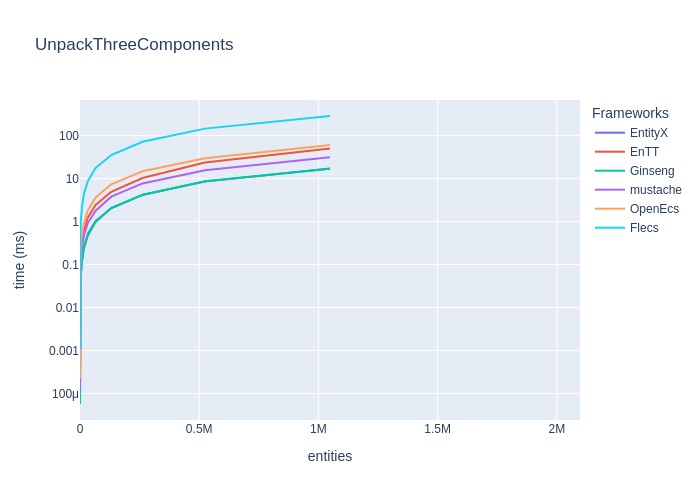 UnpackThreeComponents
Frameworks
EntityX
EnTT
Ginseng
mustache
OpenEcs
Flecs
time (ms)
100
10
1
0.1
0.01
0.001
100μ
0
0.5M
1M
1.5M
2M
entities